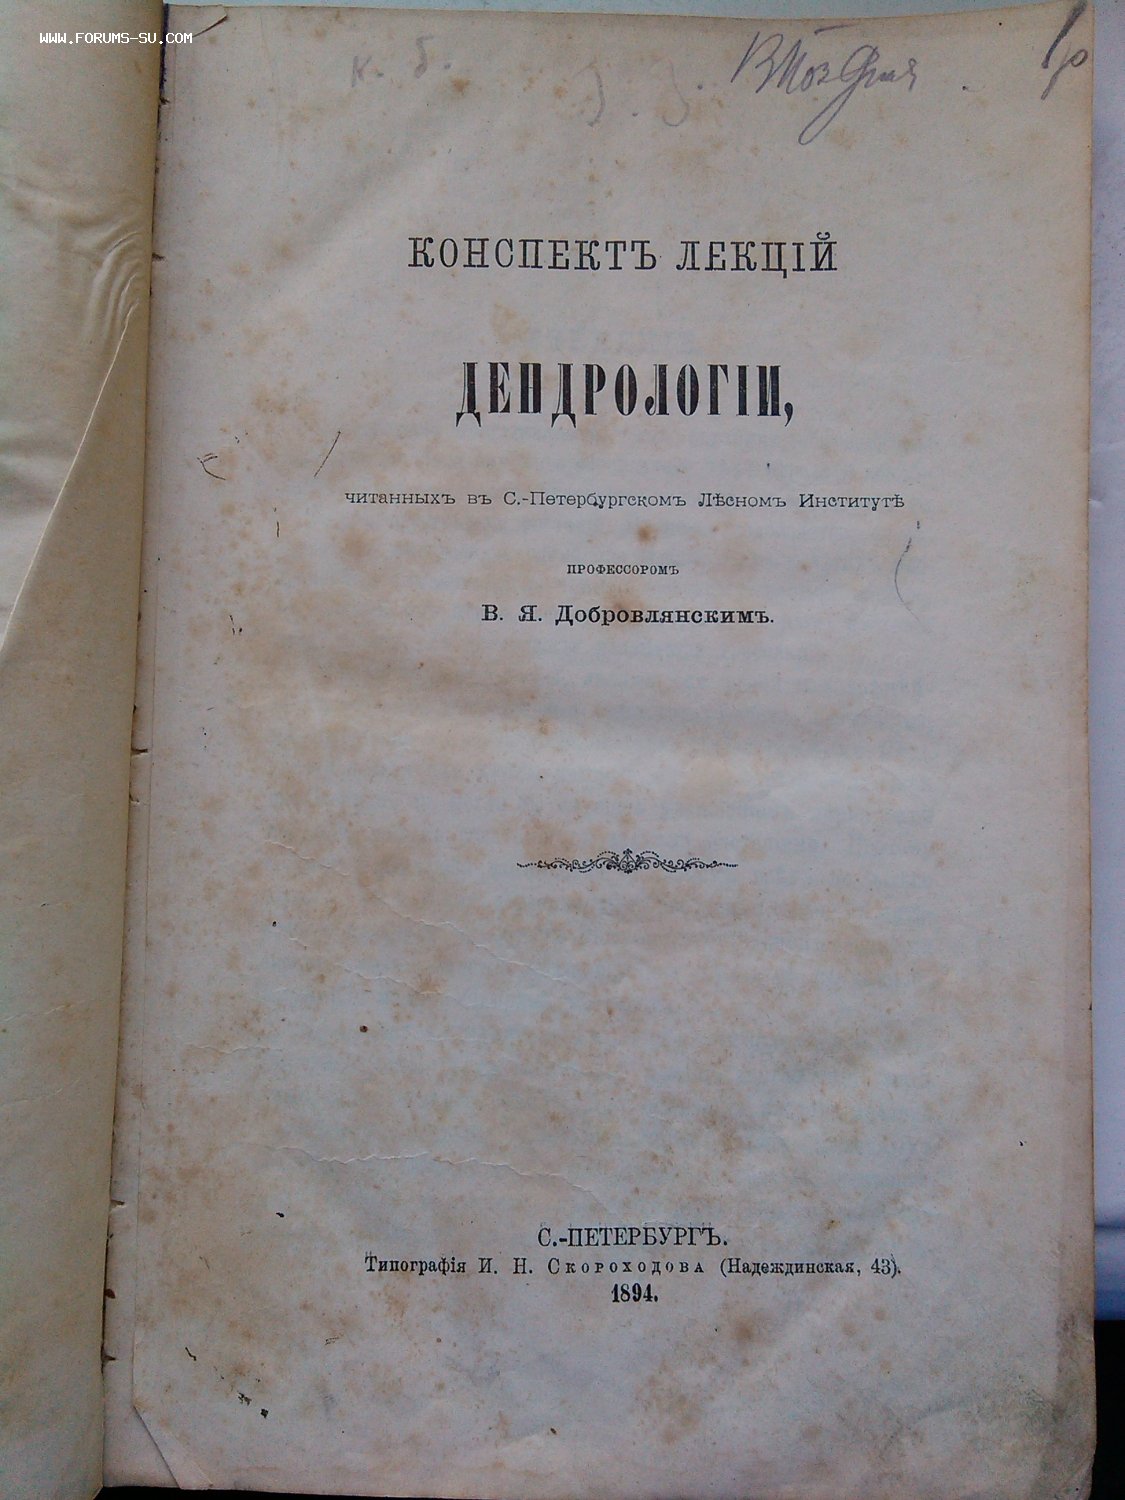 WWW.FORUMS-SU.COM
к. б.
КОНСПЕКТЪ ЛЕКЦІЙ
ДЕНДРОЛОГІИ,
читанныхъ въ С.-Петербургскомъ Лѣсномъ Институтѣ
ПРОФЕССОРОМЪ
В. Я. Добровлянскимъ.
С.-ПЕТЕРБУРГЪ.
Типографія И. Н. Скороходова (Надеждинская, 43).
1894.